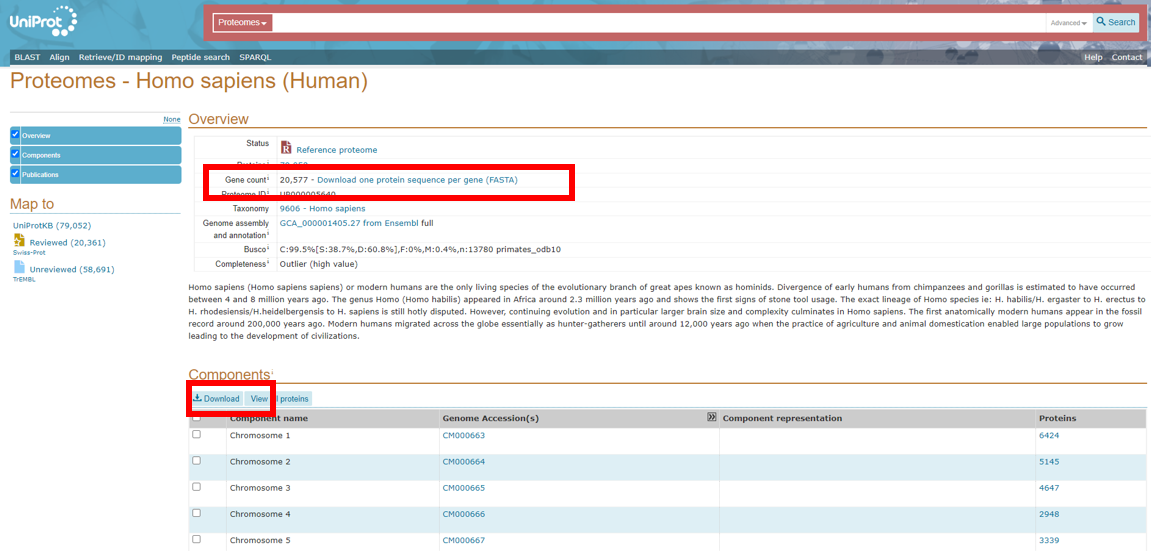 UniProt
Proteomes
Advanced
Search
BLAST Align Retrieve/ID mapping Peptide search SPARQL
Help Contact
Proteomes - Homo sapiens (Human)
None
Overview
Components
Publications
Map to
UniProtKB (79,052)
Reviewed (20,361)
Swiss-Prot
Unreviewed (58,691)
TrEMBL
Overview
Status Reference proteome
Gene countⁱ 20,577 - Download one protein sequence per gene (FASTA)
Proteome IDⁱ UP000005640
Taxonomy 9606 - Homo sapiens
Genome assembly GCA_000001405.27 from Ensembl full
and annotationⁱ
Buscoⁱ C:99.5%[S:38.7%,D:60.8%],F:0%,M:0.4%,n:13780 primates_odb10
Completenessⁱ Outlier (high value)
Homo sapiens (Homo sapiens sapiens) or modern humans are the only living species of the evolutionary branch of great apes known as hominids. Divergence of early humans from chimpanzees and gorillas is estimated to have occurred
between 4 and 8 million years ago. The genus Homo (Homo habilis) appeared in Africa around 2.3 million years ago and shows the first signs of stone tool usage. The exact lineage of Homo species ie: H. habilis/H. ergaster to H. erectus to
H. rhodesiensis/H.heidelbergensis to H. sapiens is still hotly disputed. However, continuing evolution and in particular larger brain size and complexity culminates in Homo sapiens. The first anatomically modern humans appear in the fossil
record around 200,000 years ago. Modern humans migrated across the globe essentially as hunter-gatherers until around 12,000 years ago when the practice of agriculture and animal domestication enabled large populations to grow
leading to the development of civilizations.
Componentsⁱ
Download View proteins
Component name Genome Accession(s) Component representation Proteins
Chromosome 1 CM000663 6424
Chromosome 2 CM000664 5145
Chromosome 3 CM000665 4647
Chromosome 4 CM000666 2948
Chromosome 5 CM000667 3339